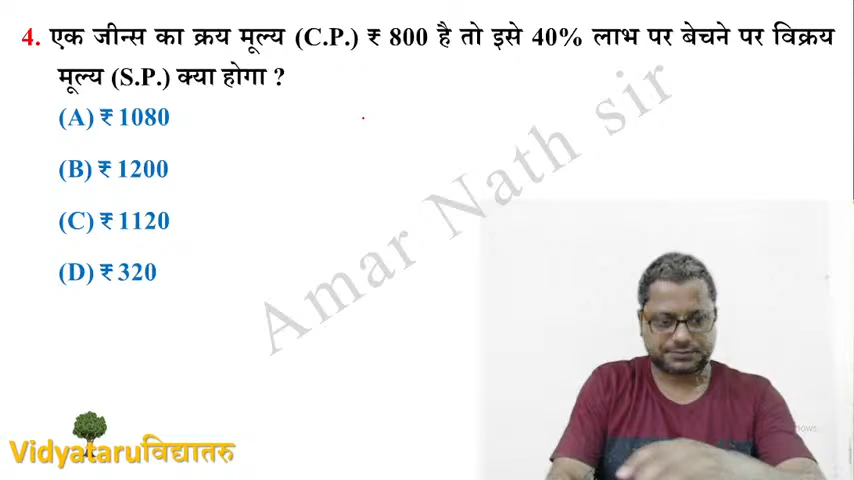 4. एक जीन्स का क्रय मूल्य (C.P.) ₹ 800 है तो इसे 40% लाभ पर बेचने पर विक्रय
मूल्य (S.P.) क्या होगा ?
(A) ₹ 1080
(B) ₹ 1200
(C) ₹ 1120
(D) ₹ 320
Amar Nath sir
Vidyataruविद्यातरु